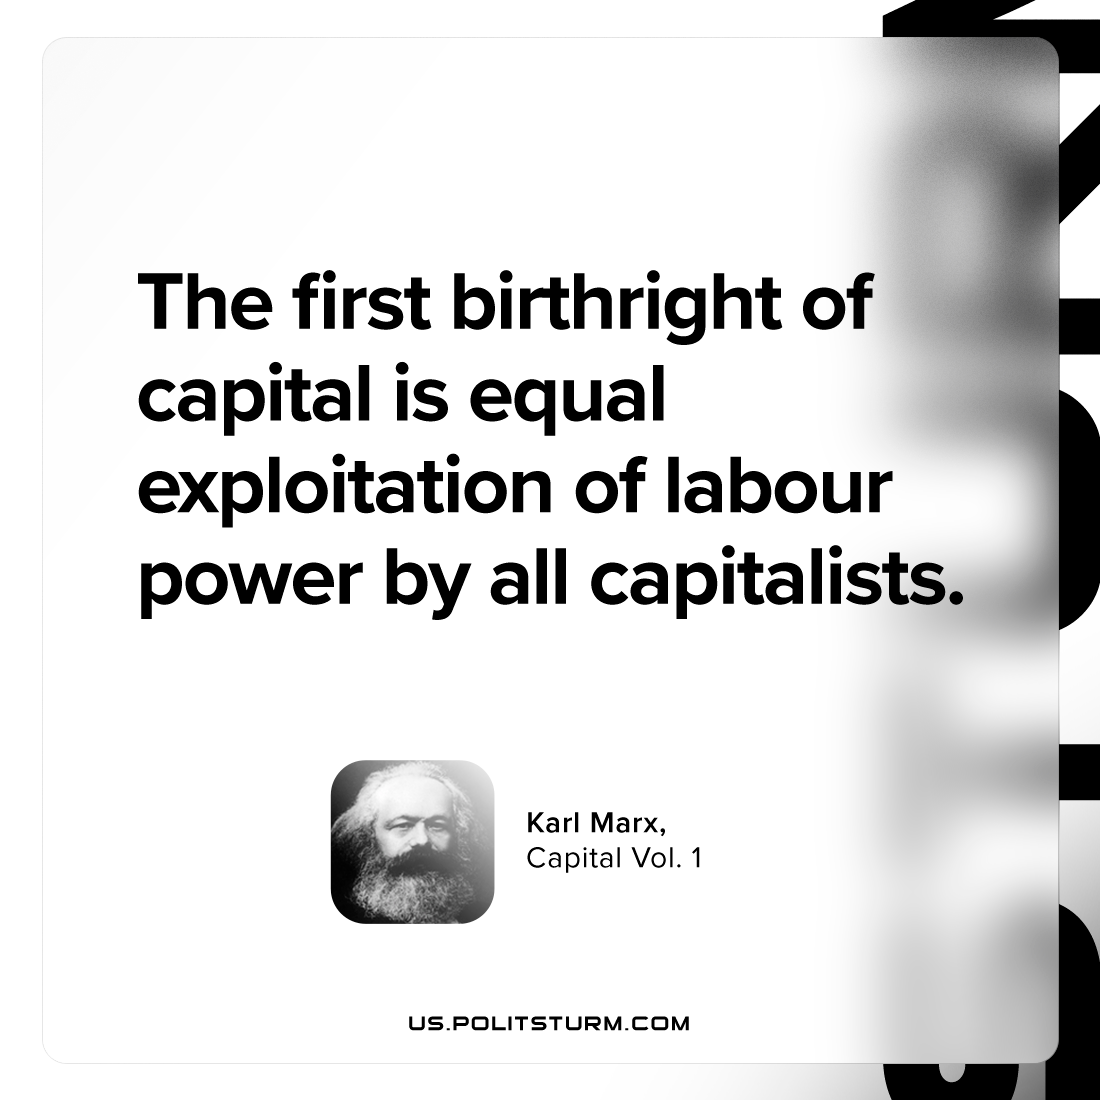 The first birthright of
capital is equal
exploitation of labour
power by all capitalists.
Karl Marx,
Capital Vol. 1
US.POLITSTURM.COM